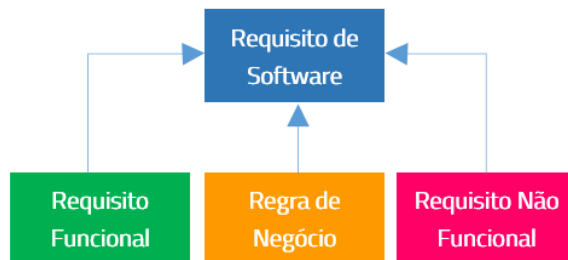 Requisito de
Software
Requisito
Funcional
Regra de
Negócio
Requisito Não
Funcional